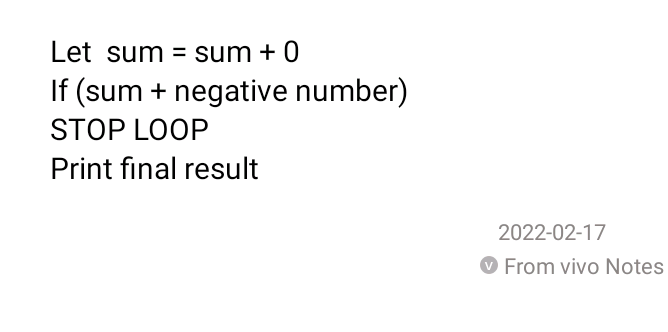 Let  sum = sum + 0
If (sum + negative number)
STOP LOOP
Print final result
2022-02-17
V From vivo Notes